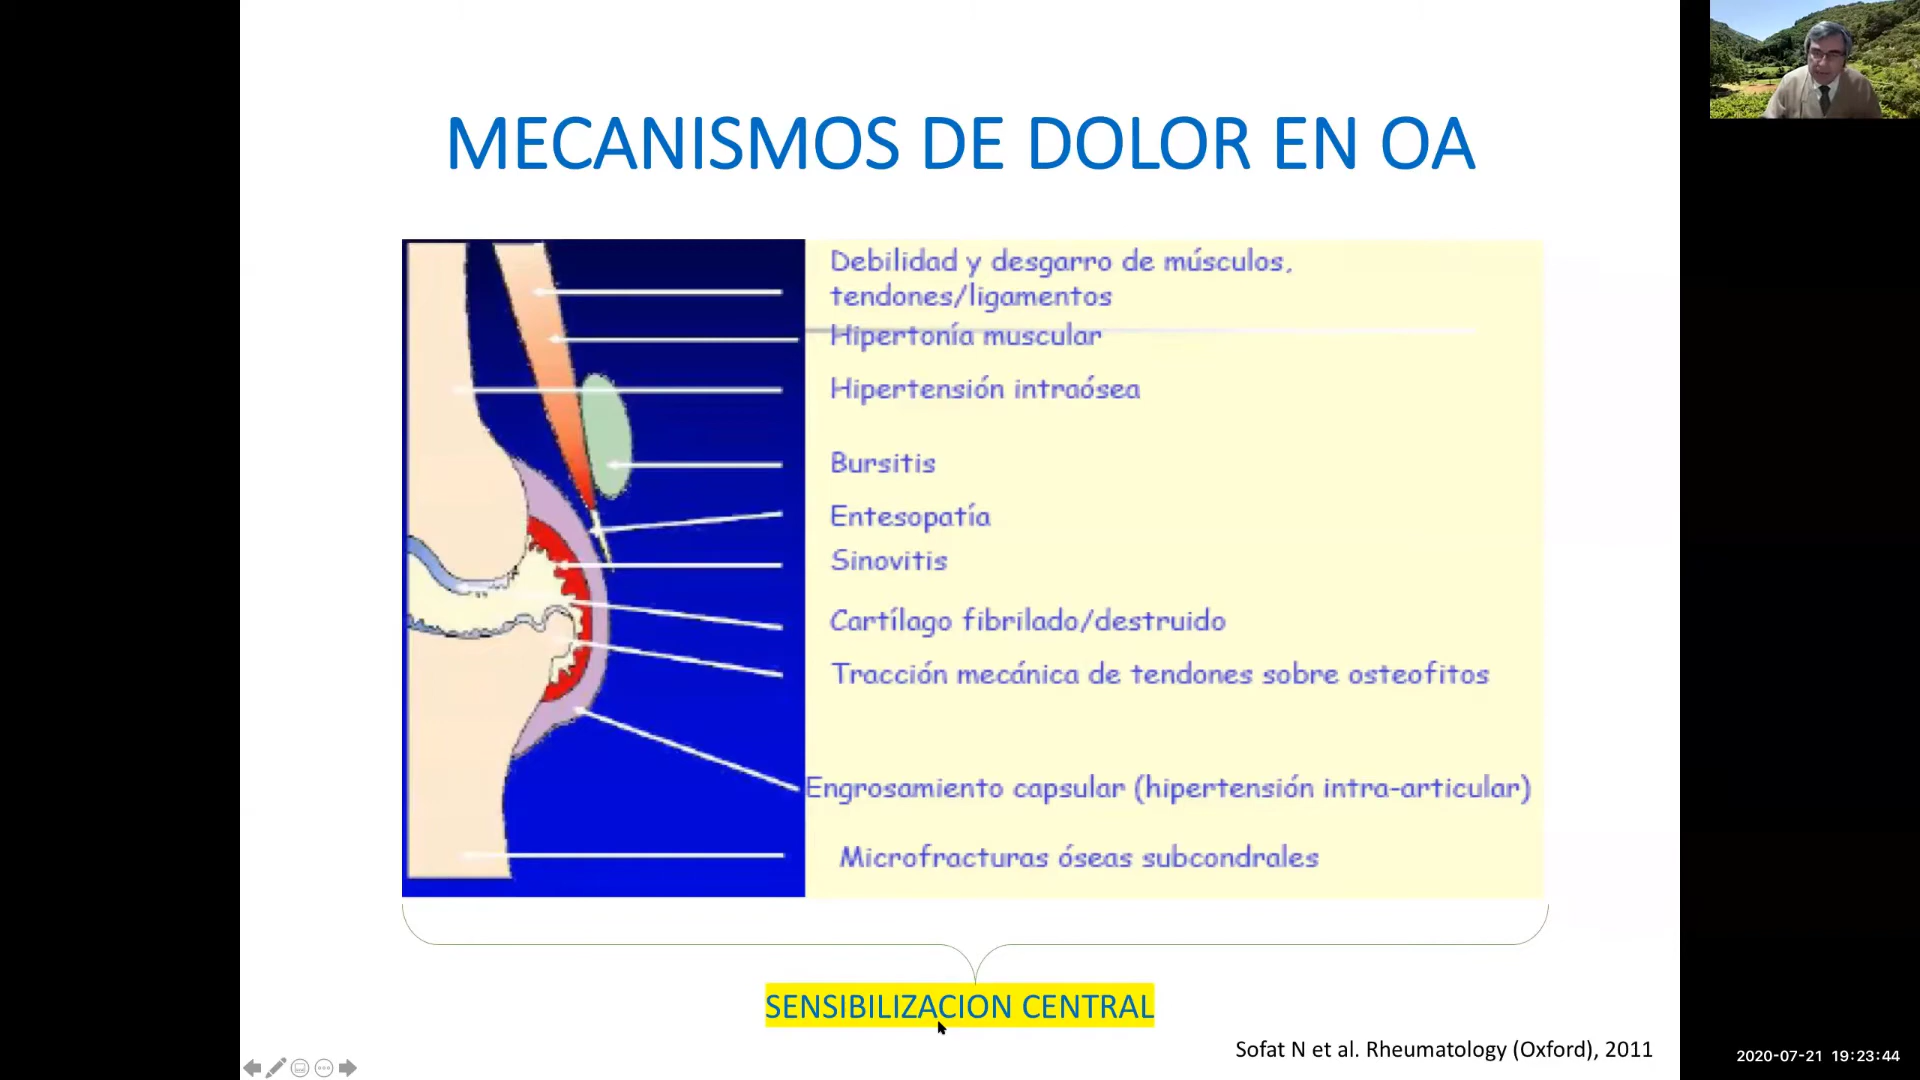 MECANISMOS DE DOLOR EN OA
Debilidad y desgarro de músculos,
tendones/ligamentos
Hipertonía muscular
Hipertensión intraósea
Bursitis
Entesopatía
Sinovitis
Cartílago fibrilado/destruido
Tracción mecánica de tendones sobre osteofitos
Engrosamiento capsular (hipertensión intra-articular)
Microfracturas óseas subcondrales
SENSIBILIZACION CENTRAL
Sofat N et al. Rheumatology (Oxford), 2011
2020-07-21 19:23:44